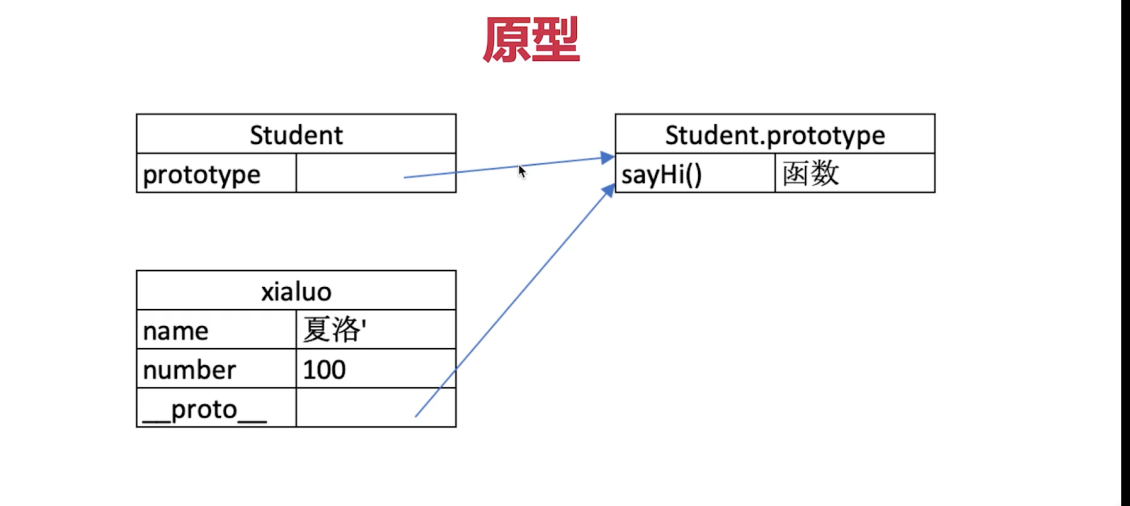 原型
Student
prototype
Student.prototype
sayHi() 函数
xialuo
name 夏洛'
number 100
__proto__